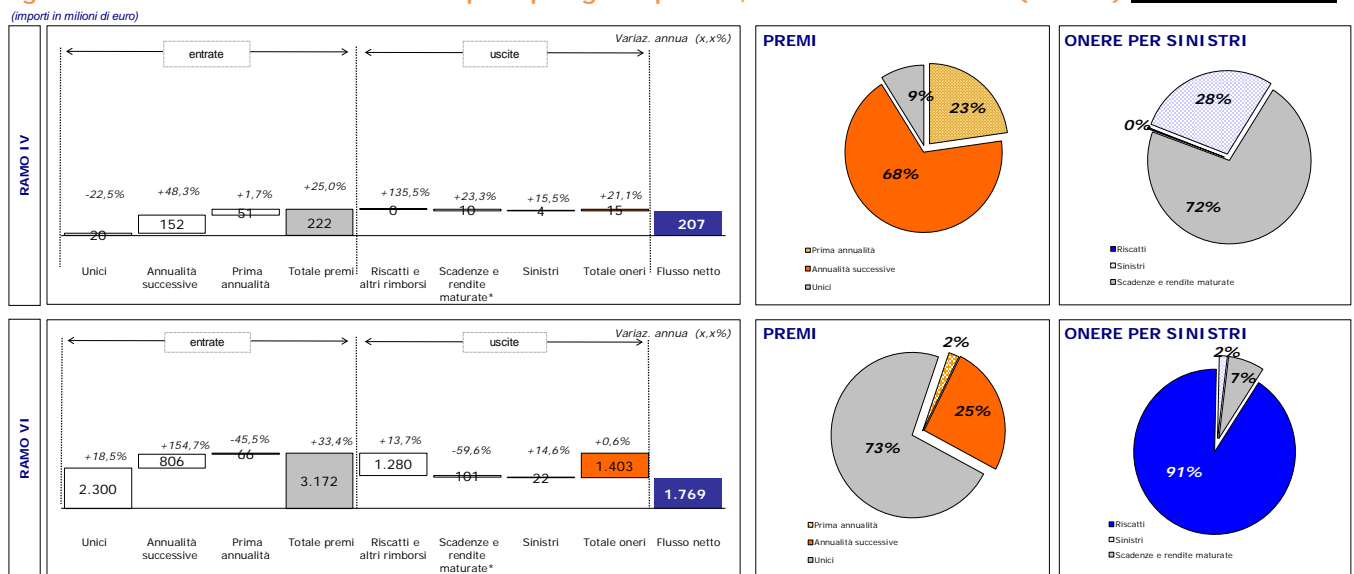 (importi in milioni di euro)
RAMO IV
Variaz. annua (x,x%)
entrate
uscite
-22,5%
+48,3%
+1,7%
+25,0%
+135,5%
+23,3%
+15,5%
+21,1%
20
152
51
222
0
10
4
15
207
Unici
Annualità
successive
Prima
annualità
Totale premi
Riscatti e
altri rimborsi
Scadenze e
rendite
maturate*
Sinistri
Totale oneri
Flusso netto
PREMI
9%
23%
68%
Prima annualità
Annualità successive
Unici
ONERE PER SINISTRI
28%
0%
72%
Riscatti
Sinistri
Scadenze e rendite maturate
RAMO VI
Variaz. annua (x,x%)
entrate
uscite
+18,5%
+154,7%
-45,5%
+33,4%
+13,7%
-59,6%
+14,6%
+0,6%
2.300
806
66
3.172
1.280
101
22
1.403
1.769
Unici
Annualità
successive
Prima
annualità
Totale premi
Riscatti e
altri rimborsi
Scadenze e
rendite
maturate*
Sinistri
Totale oneri
Flusso netto
PREMI
2%
25%
73%
Prima annualità
Annualità successive
Unici
ONERE PER SINISTRI
2%
7%
91%
Riscatti
Sinistri
Scadenze e rendite maturate